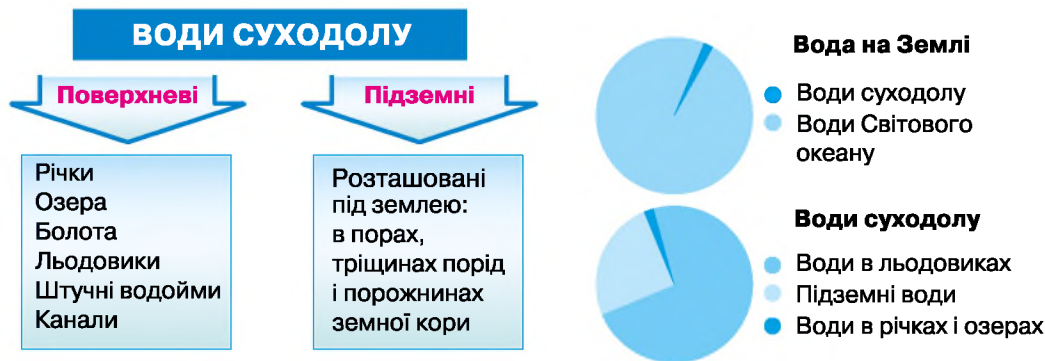 ВОДИ СУХОДОЛУ
Поверхневі
Річки
Озера
Болота
Льодовики
Штучні водойми
Канали
Підземні
Розташовані
під землею:
в порах,
тріщинах порід
і порожнинах
земної кори
Вода на Землі
Води суходолу
Води Світового
океану
Води суходолу
Води в льодовиках
Підземні води
Води в річках і озерах